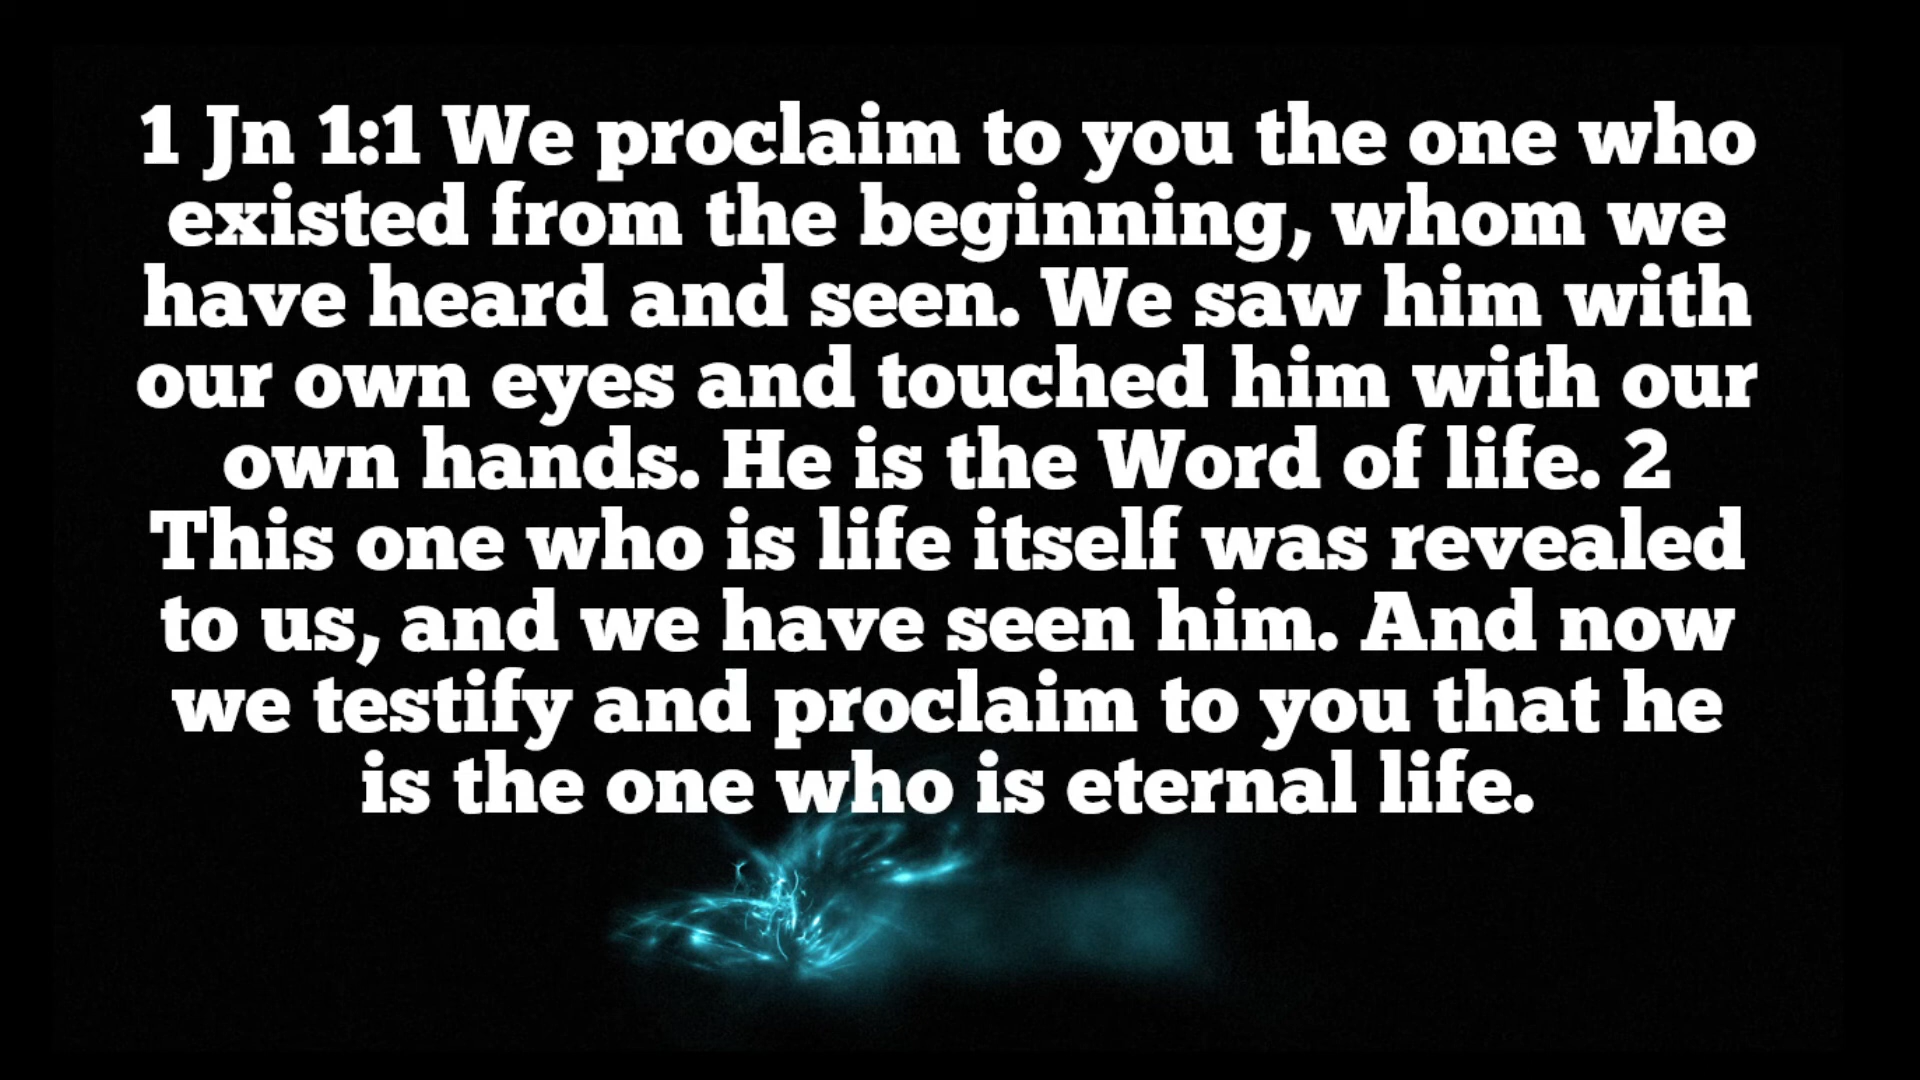 1 Jn 1:1 We proclaim to you the one who
existed from the beginning, whom we
have heard and seen. We saw him with
our own eyes and touched him with our
own hands. He is the Word of life. 2
This one who is life itself was revealed
to us, and we have seen him. And now
we testify and proclaim to you that he
is the one who is eternal life.